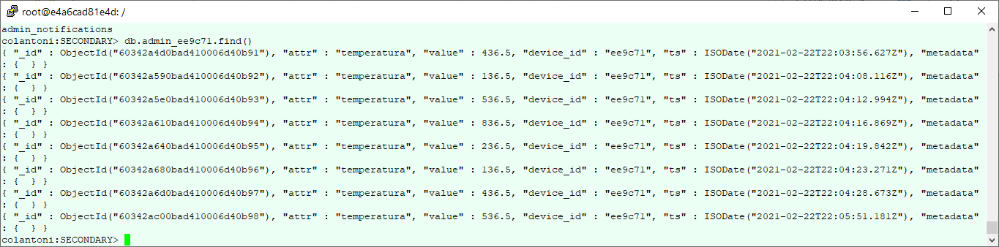 root@e4a6cad81e4d: /
admin_notifications
colantoni:SECONDARY> db.admin_ee9c71.find()
{ "_id" : ObjectId("60342a4d0bad410006d40b91"), "attr" : "temperatura", "value" : 436.5, "device_id" : "ee9c71", "ts" : ISODate("2021-02-22T22:03:56.627Z"), "metadata"
: {  } }
{ "_id" : ObjectId("60342a590bad410006d40b92"), "attr" : "temperatura", "value" : 136.5, "device_id" : "ee9c71", "ts" : ISODate("2021-02-22T22:04:08.116Z"), "metadata"
: {  } }
{ "_id" : ObjectId("60342a5e0bad410006d40b93"), "attr" : "temperatura", "value" : 536.5, "device_id" : "ee9c71", "ts" : ISODate("2021-02-22T22:04:12.994Z"), "metadata"
: {  } }
{ "_id" : ObjectId("60342a610bad410006d40b94"), "attr" : "temperatura", "value" : 836.5, "device_id" : "ee9c71", "ts" : ISODate("2021-02-22T22:04:16.869Z"), "metadata"
: {  } }
{ "_id" : ObjectId("60342a640bad410006d40b95"), "attr" : "temperatura", "value" : 236.5, "device_id" : "ee9c71", "ts" : ISODate("2021-02-22T22:04:19.842Z"), "metadata"
: {  } }
{ "_id" : ObjectId("60342a680bad410006d40b96"), "attr" : "temperatura", "value" : 136.5, "device_id" : "ee9c71", "ts" : ISODate("2021-02-22T22:04:23.271Z"), "metadata"
: {  } }
{ "_id" : ObjectId("60342a6d0bad410006d40b97"), "attr" : "temperatura", "value" : 436.5, "device_id" : "ee9c71", "ts" : ISODate("2021-02-22T22:04:28.673Z"), "metadata"
: {  } }
{ "_id" : ObjectId("60342ac00bad410006d40b98"), "attr" : "temperatura", "value" : 536.5, "device_id" : "ee9c71", "ts" : ISODate("2021-02-22T22:05:51.181Z"), "metadata"
: {  } }
colantoni:SECONDARY>